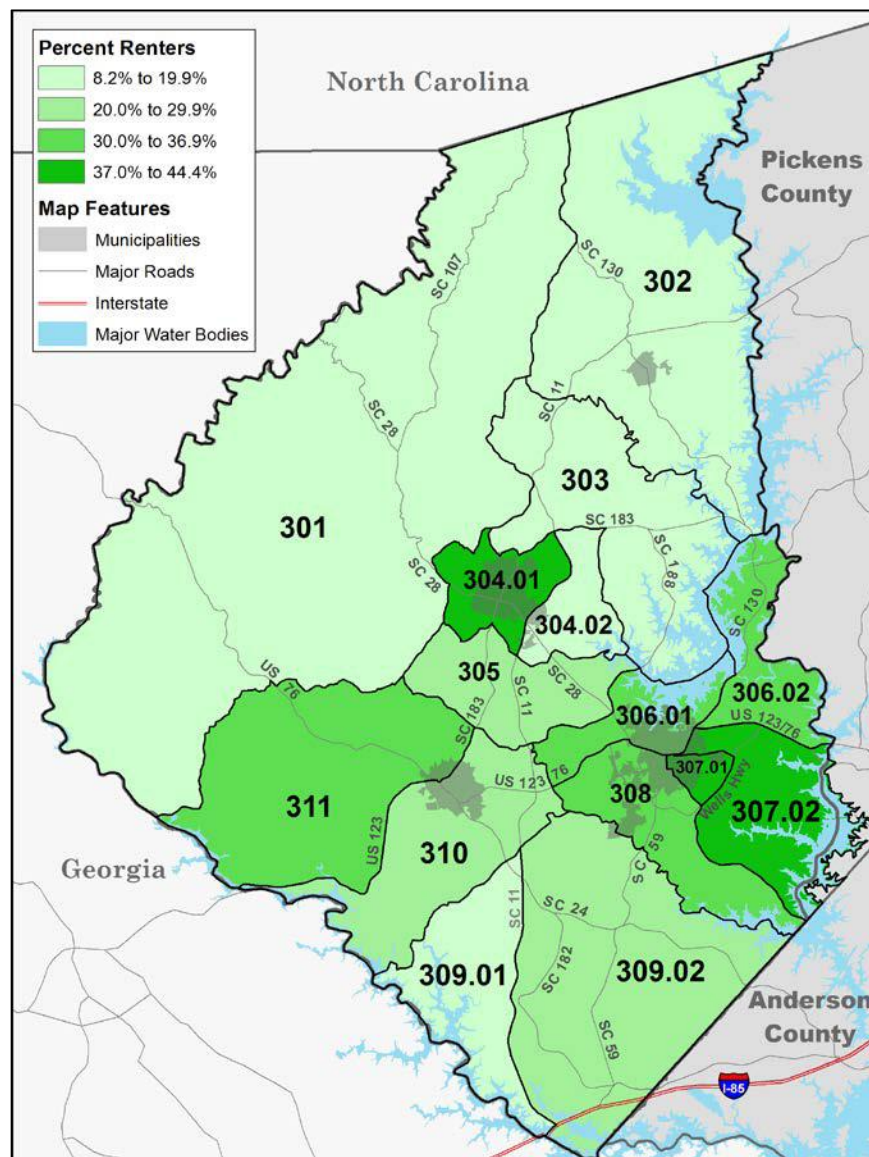 Percent Renters
8.2% to 19.9%
20.0% to 29.9%
30.0% to 36.9%
37.0% to 44.4%
Map Features
Municipalities
Major Roads
Interstate
Major Water Bodies
North Carolina
Pickens
County
SC 107
SC 130
302
SC 11
SC 28
303
301
SC 183
SC 188
SC 28
304.01
304.02
SC 130
305
SC 28
SC 183
SC 11
US 76
306.01
306.02
US 123/76
307.01
Wells Hwy
US 123/76
308
307.02
311
US 123
310
SC 59
Georgia
SC 11
SC 24
SC 182
309.01
309.02
SC 59
Anderson
County
I-85